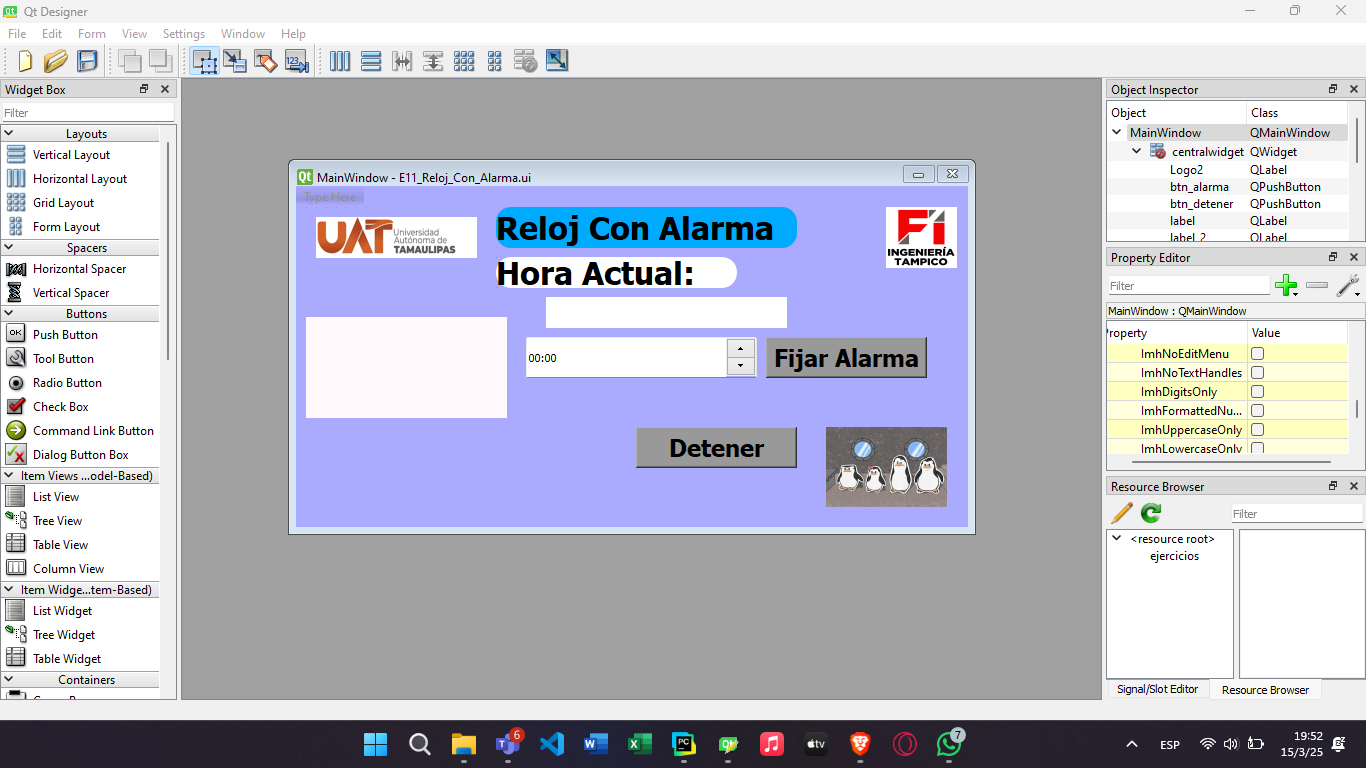 Qt Designer
File Edit Form View Settings Window Help
Widget Box
Filter
Layouts
Vertical Layout
Horizontal Layout
Grid Layout
Form Layout
Spacers
Horizontal Spacer
Vertical Spacer
Buttons
OK
Push Button
Tool Button
Radio Button
Check Box
Command Link Button
Dialog Button Box
Item Views ...odel-Based)
List View
Tree View
Table View
Column View
Item Widge...tem-Based)
List Widget
Tree Widget
Table Widget
Containers
MainWindow - E11_Reloj_Con_Alarma.ui
Type Here
UAT Universidad
Autónoma de
TAMAULIPAS
Reloj Con Alarma
Hora Actual:
Fi
INGENIERÍA
TAMPICO
00:00
Fijar Alarma
Detener
Object Inspector
Object Class
MainWindow QMainWindow
centralwidget QWidget
Logo2 QLabel
btn_alarma QPushButton
btn_detener QPushButton
label QLabel
label_2 QLabel
Property Editor
Filter
MainWindow : QMainWindow
roperty Value
ImhNoEditMenu
ImhNoTextHandles
ImhDigitsOnly
ImhFormattedNu...
ImhUppercaseOnly
ImhLowercaseOnly
Resource Browser
Filter
<resource root>
ejercicios
Signal/Slot Editor Resource Browser
6
7
ESP
19:52
15/3/25